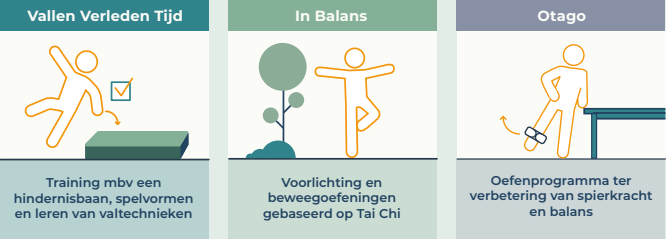 Vallen Verleden Tijd
Training mbv een
hindernisbaan, spelvormen
en leren van valtechnieken
In Balans
Voorlichting en
beweegoefeningen
gebaseerd op Tai Chi
Otago
Oefenprogramma ter
verbetering van spierkracht
en balans